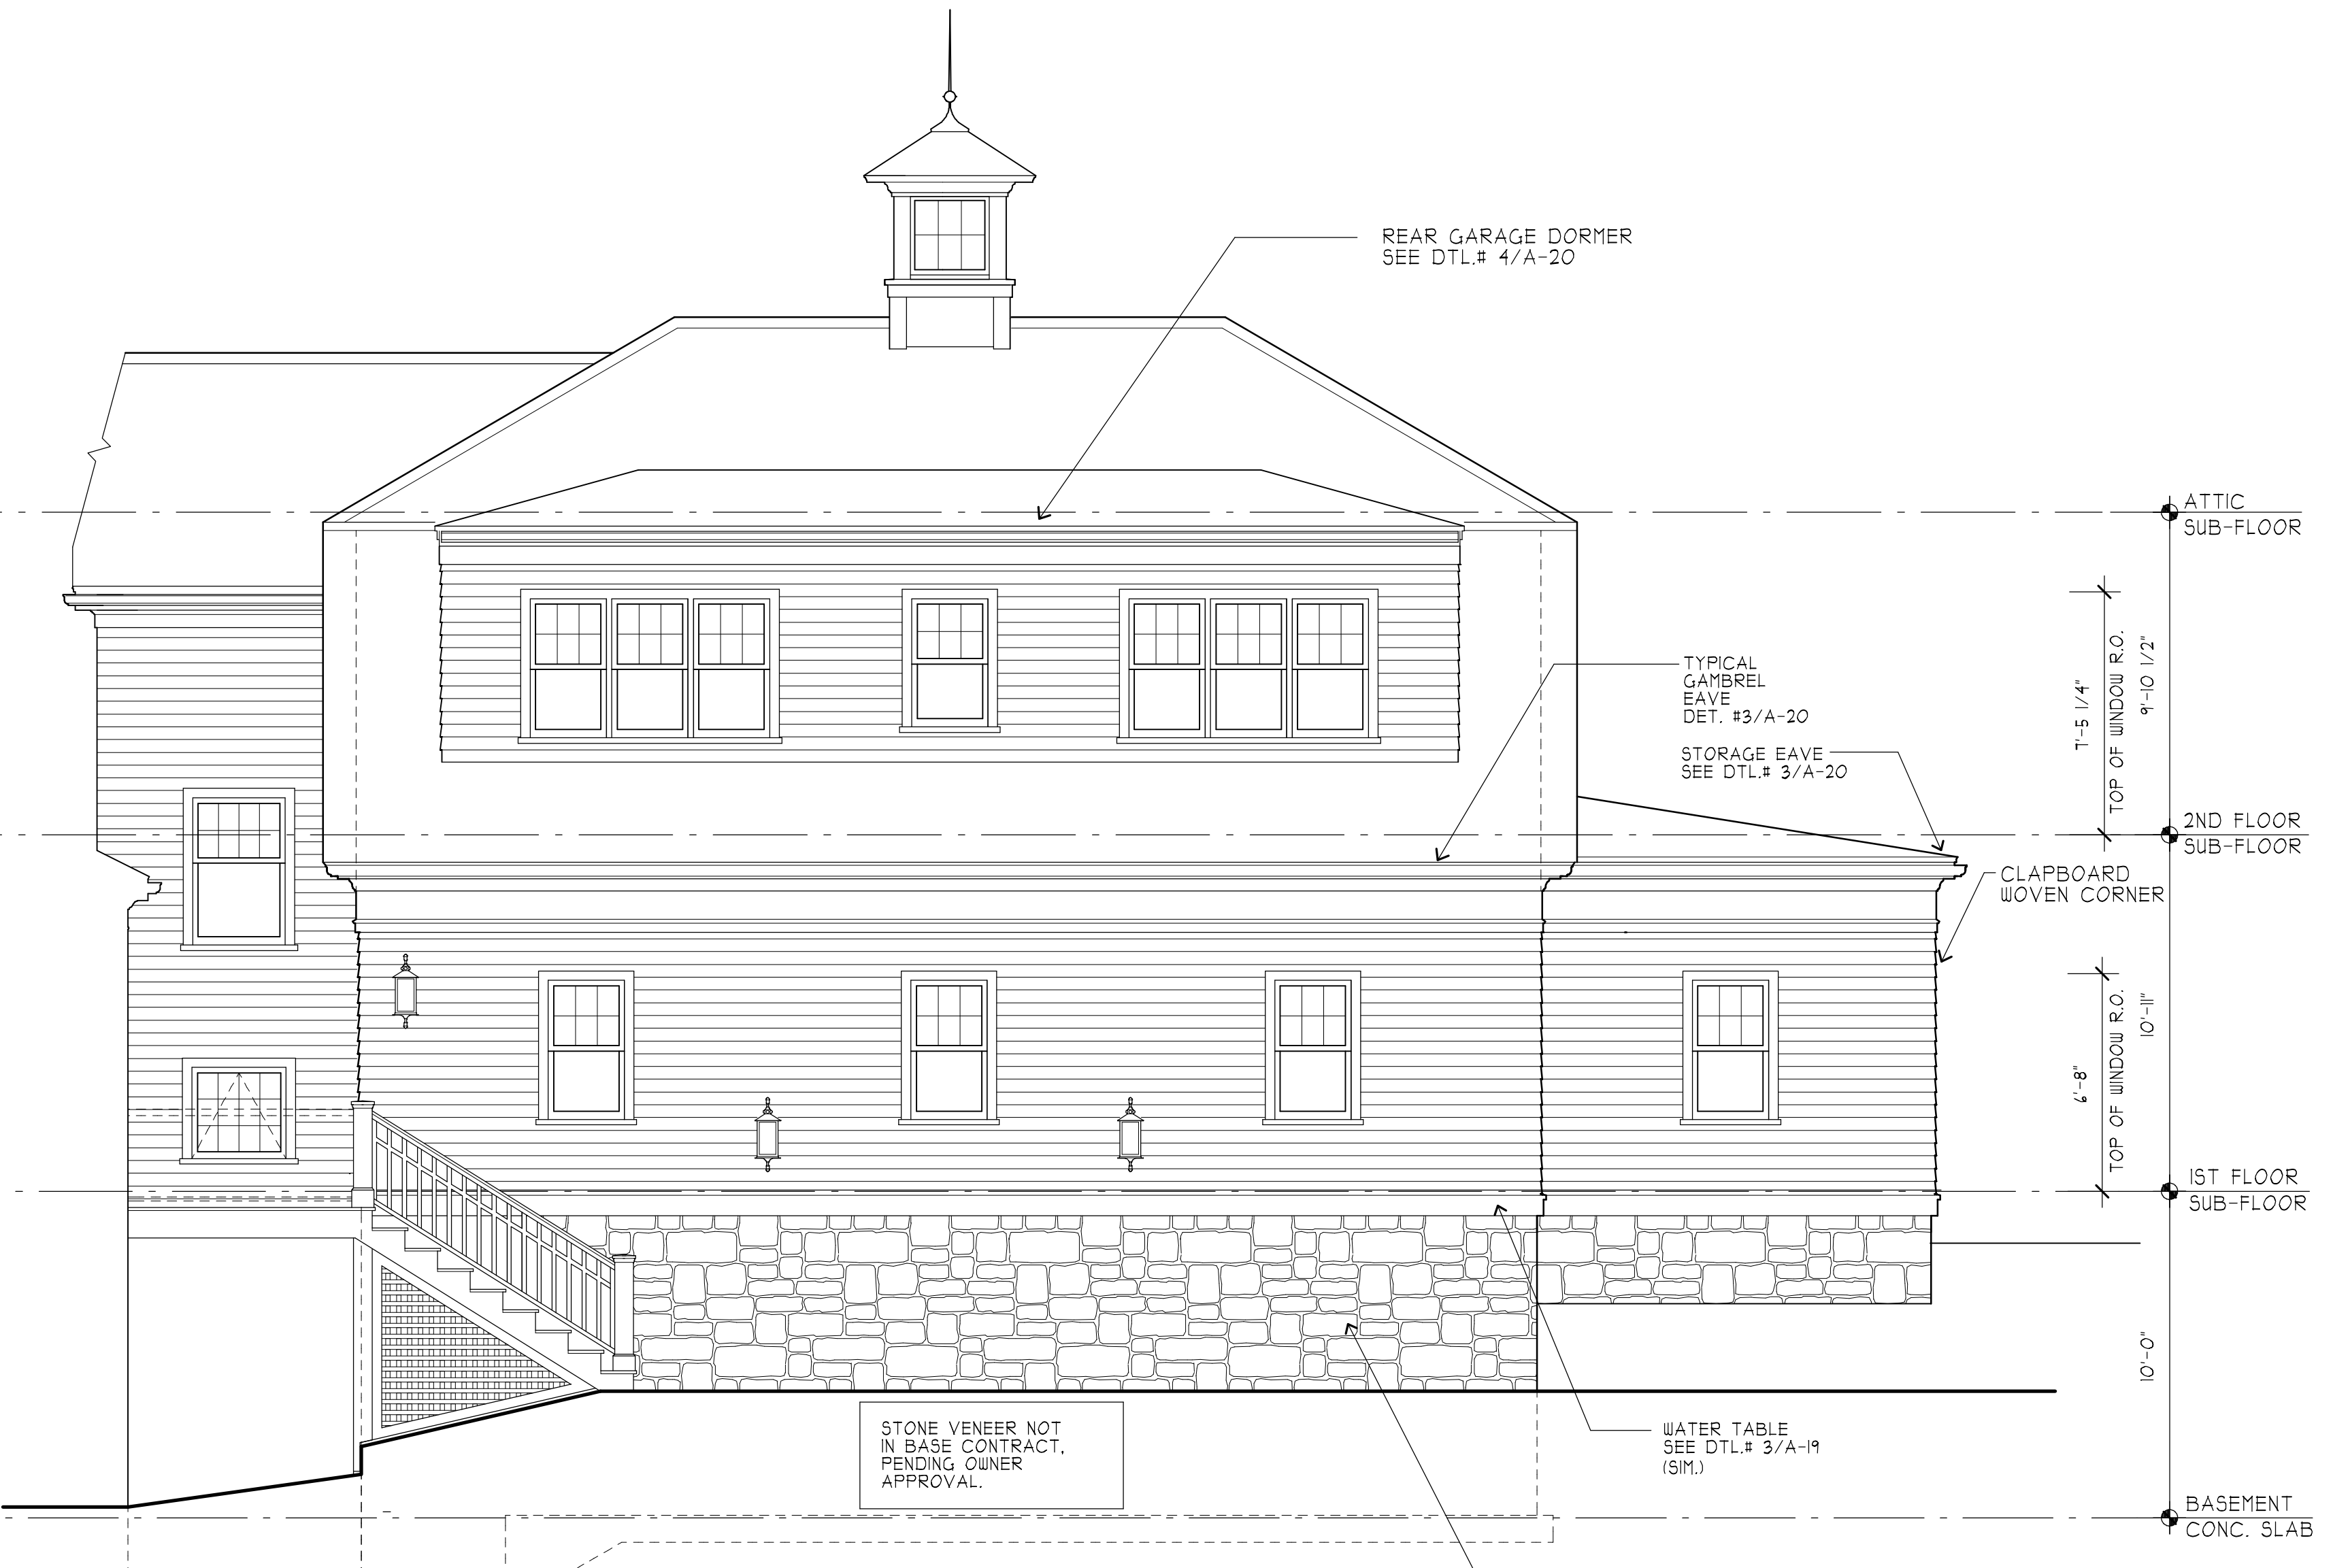 REAR GARAGE DORMER
SEE DTL.# 4/A-20
ATTIC
SUB-FLOOR
TYPICAL
GAMBREL
EAVE
DET. #3/A-20
STORAGE EAVE
SEE DTL.# 3/A-20
7'-5 1/4"
TOP OF WINDOW R.O.
9'-10 1/2"
2ND FLOOR
SUB-FLOOR
CLAPBOARD
WOVEN CORNER
6'-8"
TOP OF WINDOW R.O.
10'-11"
1ST FLOOR
SUB-FLOOR
10'-0"
STONE VENEER NOT
IN BASE CONTRACT,
PENDING OWNER
APPROVAL.
WATER TABLE
SEE DTL.# 3/A-19
(SIM.)
BASEMENT
CONC. SLAB